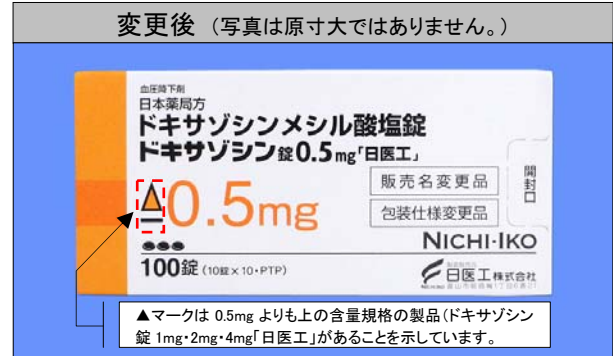 変更後 (写真は原寸大ではありません。)
血圧降下剤
日本薬局方
ドキサゾシンメシル酸塩錠
ドキサゾシン錠0.5mg「日医工」
0.5mg
販売名変更品
包装仕様変更品
開封口
NICHI-IKO
100錠 (10錠×10・PTP)
日医工株式会社
▲マークは 0.5mg よりも上の含量規格の製品(ドキサゾシン
錠 1mg・2mg・4mg「日医工」があることを示しています。